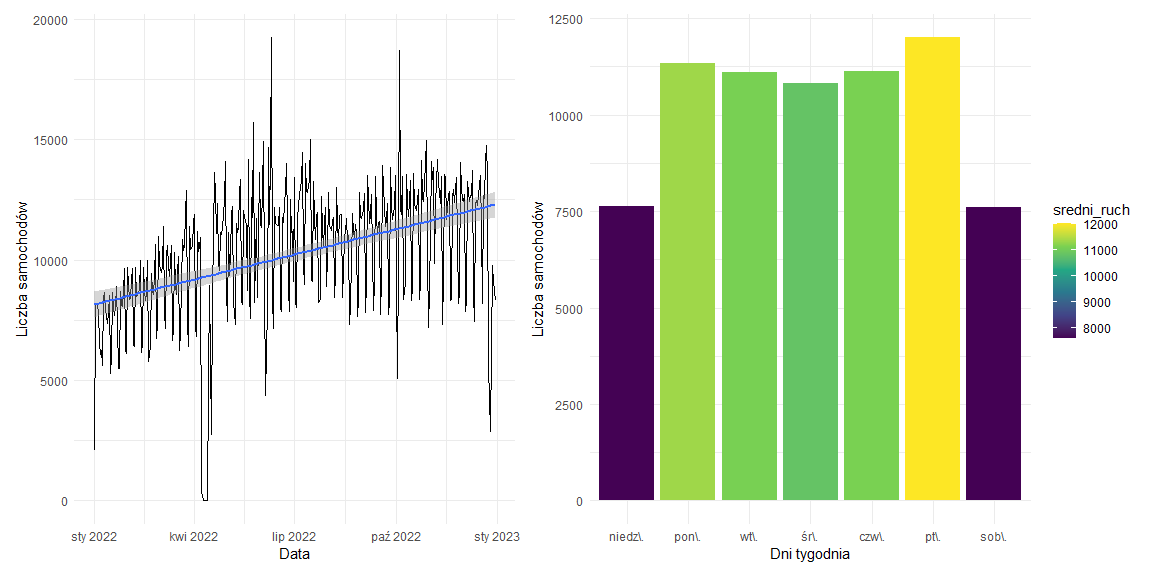 20000
15000
10000
5000
0
Liczba samochodów
sty 2022
kwi 2022
lip 2022
paź 2022
sty 2023
Data
12500
10000
7500
5000
2500
0
Liczba samochodów
niedz\.
pon\.
wt\.
śr\.
czw\.
pt\.
sob\.
Dni tygodnia
sredni_ruch
12000
11000
10000
9000
8000